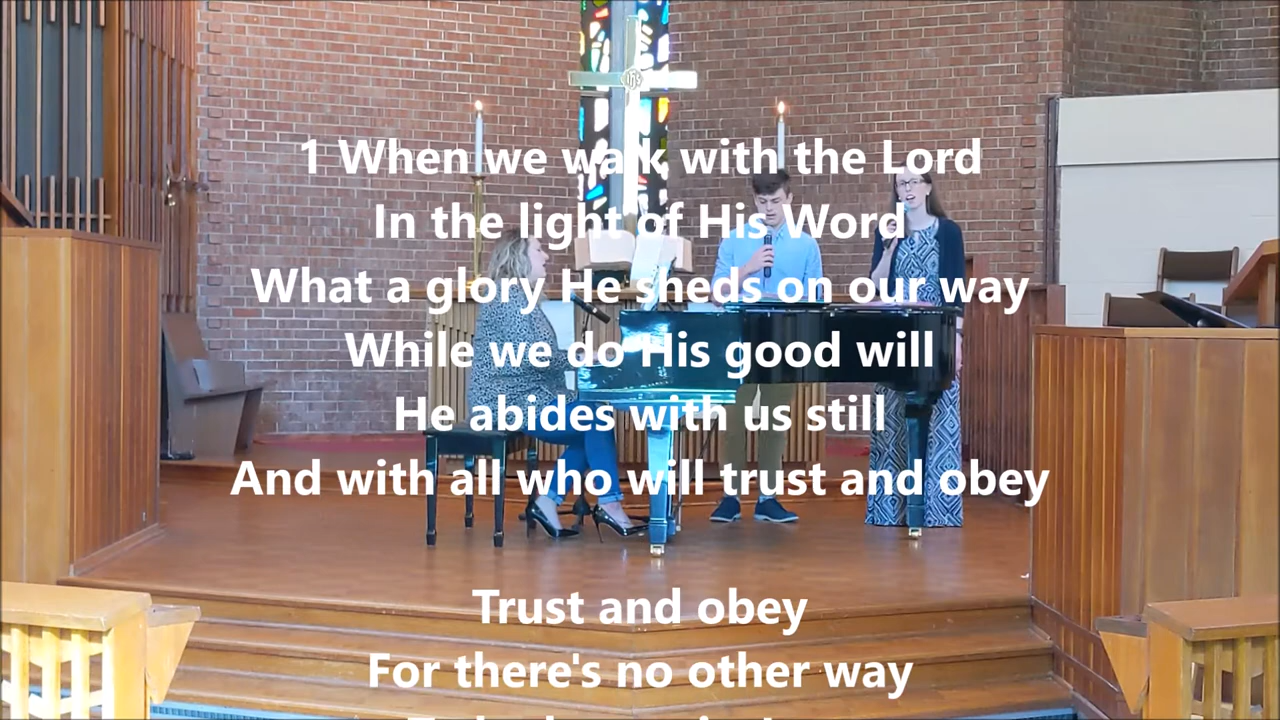 1 When we walk with the Lord
In the light of His Word
What a glory He sheds on our way
While we do His good will
He abides with us still
And with all who will trust and obey
Trust and obey
For there's no other way